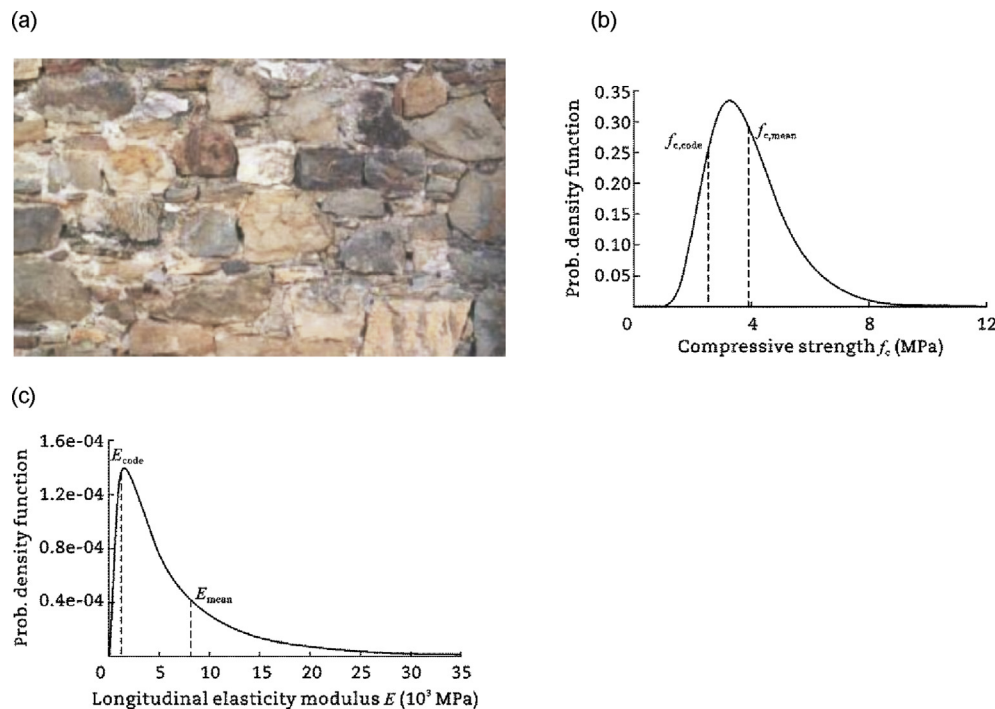 (a)
(b)
Prob. density function
0.35
0.30
0.25
0.20
0.15
0.10
0.05
f_c,code
f_c,mean
0 4 8 12
Compressive strength f_c (MPa)
(c)
Prob. density function
1.6e-04
1.2e-04
0.8e-04
0.4e-04
E_code
E_mean
0 5 10 15 20 25 30 35
Longitudinal elasticity modulus E (10³ MPa)